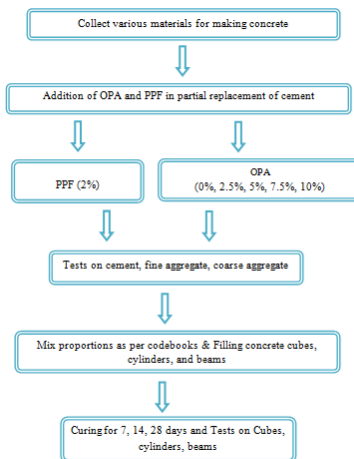 Collect various materials for making concrete
Addition of OPA and PPF in partial replacement of cement
PPF (2%)
OPA
(0%, 2.5%, 5%, 7.5%, 10%)
Tests on cement, fine aggregate, coarse aggregate
Mix proportions as per codebooks & Filling concrete cubes,
cylinders, and beams
Curing for 7, 14, 28 days and Tests on Cubes,
cylinders, beams